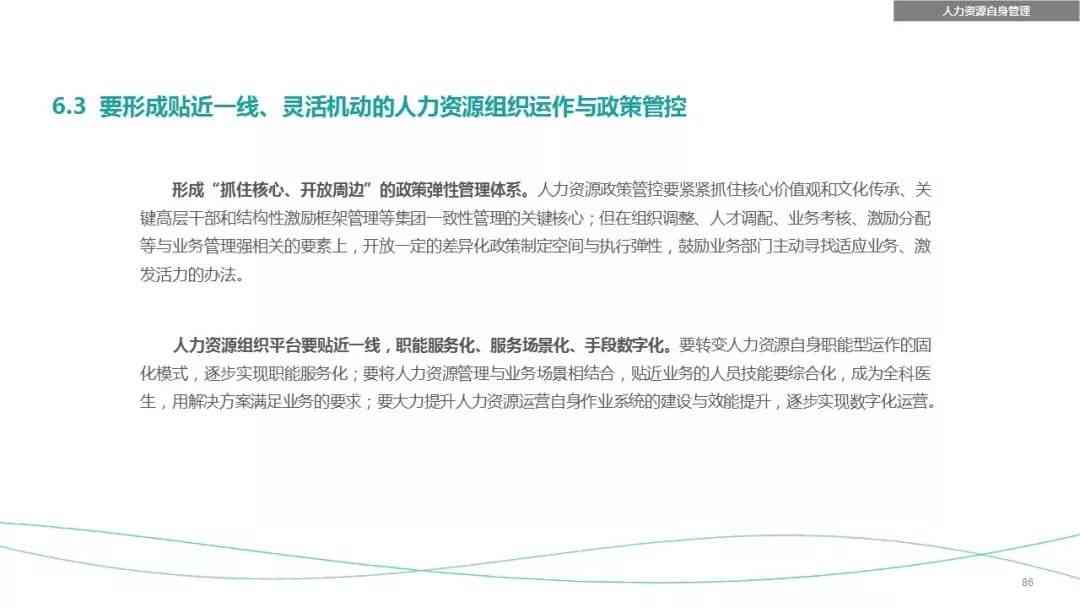 人力资源自身管理
6.3 要形成贴近一线、灵活机动的人力资源组织运作与政策管控
形成“抓住核心、开放周边”的政策弹性管理体系。人力资源政策管控要紧紧抓住核心价值观和文化传承、关
键高层干部和结构性激励框架管理等集团一致性管理的关键核心；但在组织调整、人才调配、业务考核、激励分配
等与业务管理强相关的要素上，开放一定的差异化政策制定空间与执行弹性，鼓励业务部门主动寻找适应业务、激
发活力的办法。
人力资源组织平台要贴近一线，职能服务化、服务场景化、手段数字化。要转变人力资源自身职能型运作的固
化模式，逐步实现职能服务化；要将人力资源管理与业务场景相结合，贴近业务的人员技能要综合化，成为全科医
生，用解决方案满足业务的要求；要大力提升人力资源运营自身作业系统的建设与效能提升，逐步实现数字化运营。
86